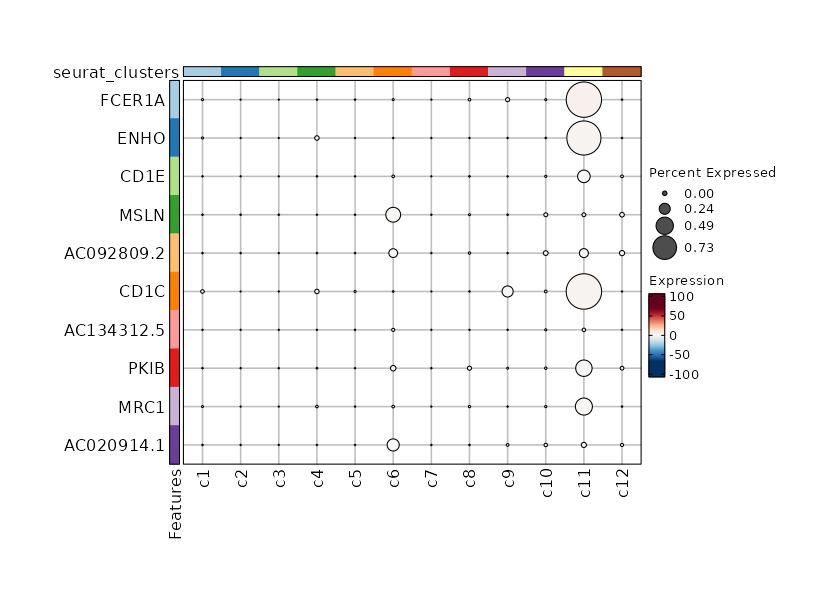 seurat_clusters
FCER1A
ENHO
CD1E
MSLN
AC092809.2
CD1C
AC134312.5
PKIB
MRC1
AC020914.1
Features
c1
c2
c3
c4
c5
c6
c7
c8
c9
c10
c11
c12
Percent Expressed
0.00
0.24
0.49
0.73
Expression
100
50
0
-50
-100